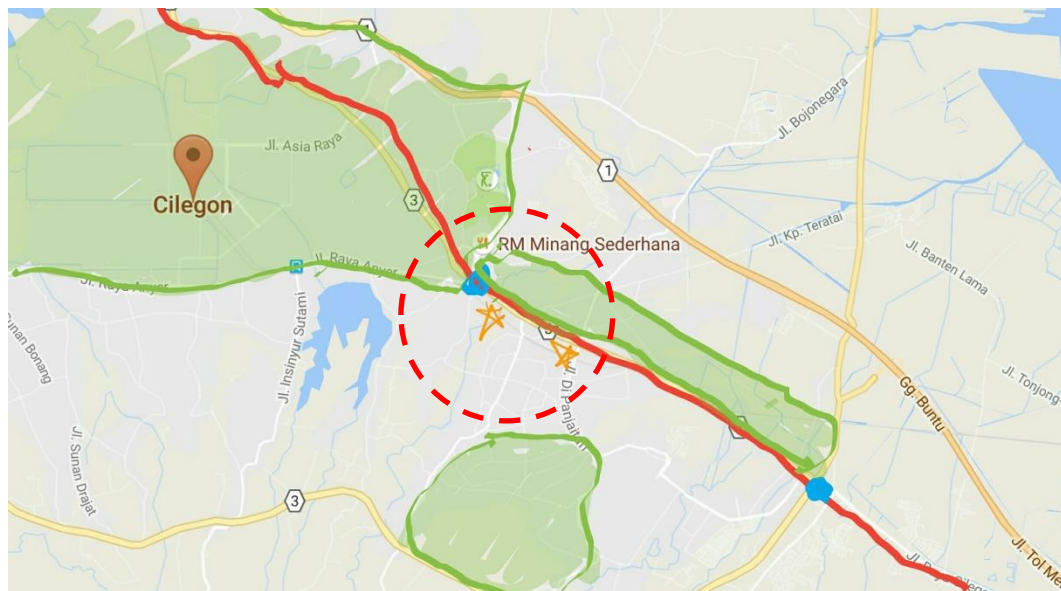 1
Jl. Bojonegara
Jl. Asia Raya
1
Cilegon
3
Jl. Kp. Teratai
RM Minang Sederhana
Jl. Banten Lama
Jl. Raya Anyer
Jl. Raya Anyer
Jl. Insinyur Sutami
Sunan Bonang
3
Jl. Di Panjaitan
Gg. Buntu
Jl. Tonjong-
Jl. Sunan Drajat
3
Jl. Tol Me